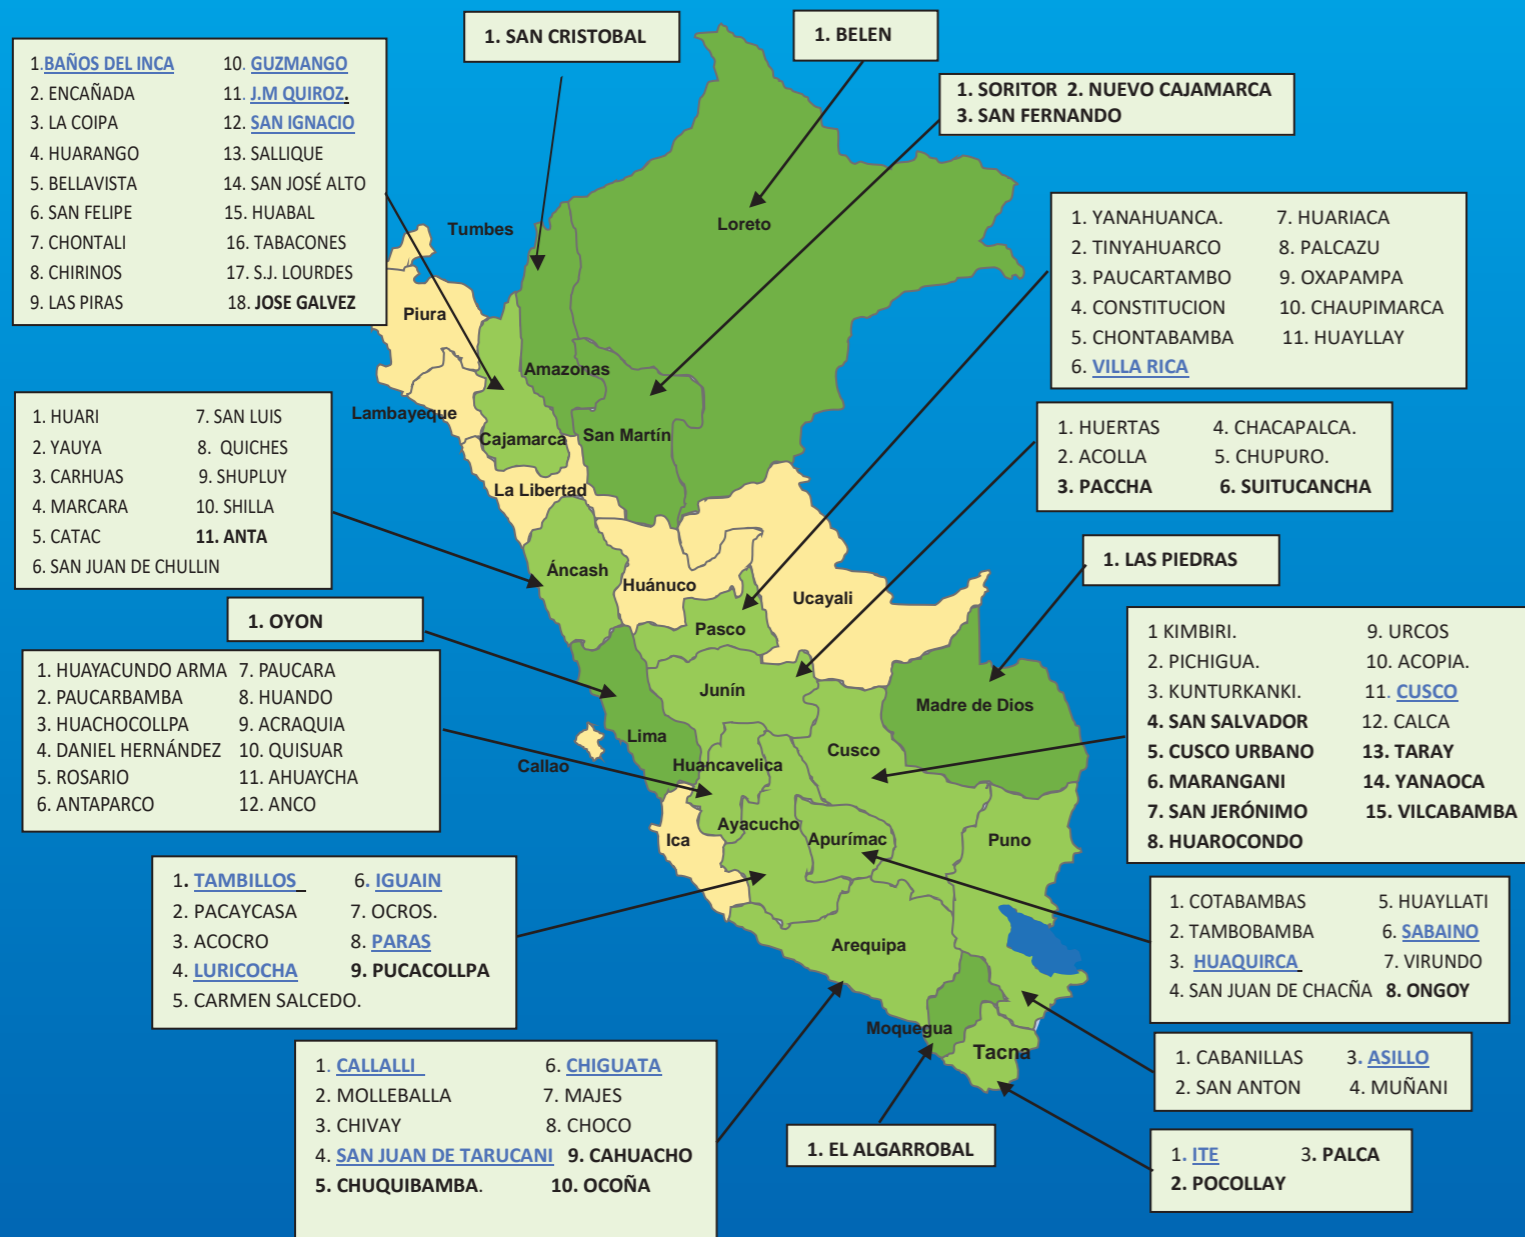 1. SAN CRISTOBAL
1. BELEN
1.BAÑOS DEL INCA 10. GUZMANGO
2. ENCAÑADA 11. J.M QUIROZ.
3. LA COIPA 12. SAN IGNACIO
4. HUARANGO 13. SALLIQUE
5. BELLAVISTA 14. SAN JOSÉ ALTO
6. SAN FELIPE 15. HUABAL
7. CHONTALI 16. TABACONES
8. CHIRINOS 17. S.J. LOURDES
9. LAS PIRAS 18. JOSE GALVEZ
1. SORITOR 2. NUEVO CAJAMARCA
3. SAN FERNANDO
1. YANAHUANCA. 7. HUARIACA
2. TINYAHUARCO 8. PALCAZU
3. PAUCARTAMBO 9. OXAPAMPA
4. CONSTITUCION 10. CHAUPIMARCA
5. CHONTABAMBA 11. HUAYLLAY
6. VILLA RICA
Tumbes
Loreto
Piura
Amazonas
Lambayeque
Cajamarca
San Martín
La Libertad
1. HUARI 7. SAN LUIS
2. YAUYA 8. QUICHES
3. CARHUAS 9. SHUPLUY
4. MARCARA 10. SHILLA
5. CATAC 11. ANTA
6. SAN JUAN DE CHULLIN
1. HUERTAS 4. CHACAPALCA.
2. ACOLLA 5. CHUPURO.
3. PACCHA 6. SUITUCANCHA
Áncash
Huánuco
Ucayali
Pasco
1. LAS PIEDRAS
1. OYON
Junín
Madre de Dios
Lima
Cusco
Callao
Huancavelica
Ayacucho
Apurímac
Ica
Puno
1. HUAYACUNDO ARMA 7. PAUCARA
2. PAUCARBAMBA 8. HUANDO
3. HUACHOCOLLPA 9. ACRAQUIA
4. DANIEL HERNÁNDEZ 10. QUISUAR
5. ROSARIO 11. AHUAYCHA
6. ANTAPARCO 12. ANCO
1 KIMBIRI. 9. URCOS
2. PICHIGUA. 10. ACOPIA.
3. KUNTURKANKI. 11. CUSCO
4. SAN SALVADOR 12. CALCA
5. CUSCO URBANO 13. TARAY
6. MARANGANI 14. YANAOCA
7. SAN JERÓNIMO 15. VILCABAMBA
8. HUAROCONDO
1. TAMBILLOS 6. IGUAIN
2. PACAYCASA 7. OCROS.
3. ACOCRO 8. PARAS
4. LURICOCHA 9. PUCACOLLPA
5. CARMEN SALCEDO.
Arequipa
Moquegua
Tacna
1. COTABAMBAS 5. HUAYLLATI
2. TAMBOBAMBA 6. SABAINO
3. HUAQUIRCA 7. VIRUNDO
4. SAN JUAN DE CHACÑA 8. ONGOY
1. CALLALLI 6. CHIGUATA
2. MOLLEBALLA 7. MAJES
3. CHIVAY 8. CHOCO
4. SAN JUAN DE TARUCANI 9. CAHUACHO
5. CHUQUIBAMBA. 10. OCOÑA
1. CABANILLAS 3. ASILLO
2. SAN ANTON 4. MUÑANI
1. EL ALGARROBAL
1. ITE 3. PALCA
2. POCOLLAY